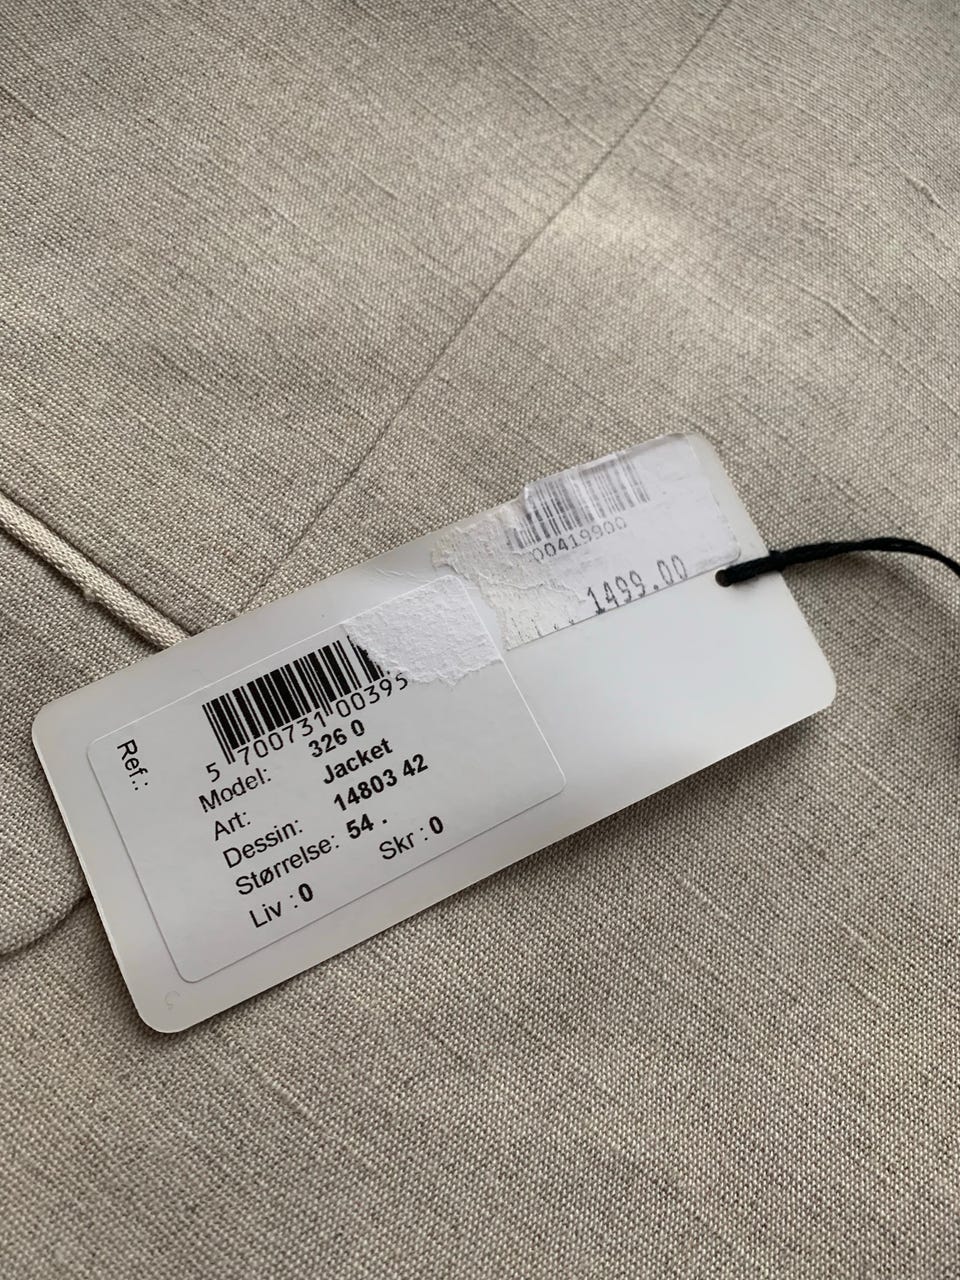 00419900
1499.00
Ref.:
5 700731 00395
Model: 326 0
Art: Jacket
Dessin: 14803 42
Størrelse: 54 .
Liv : 0 Skr : 0